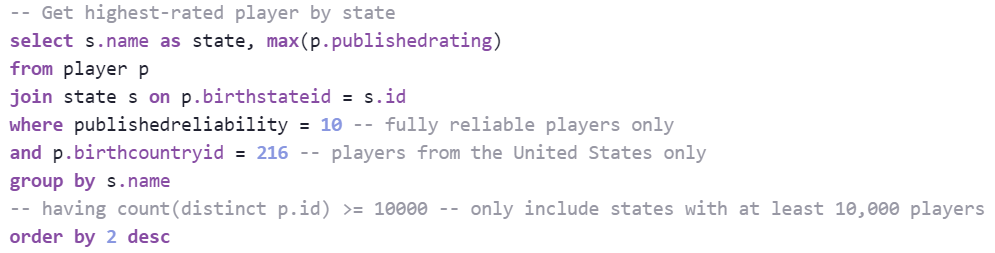 -- Get highest-rated player by state
select s.name as state, max(p.publishedrating)
from player p
join state s on p.birthstateid = s.id
where publishedreliability = 10 -- fully reliable players only
and p.birthcountryid = 216 -- players from the United States only
group by s.name
-- having count(distinct p.id) >= 10000 -- only include states with at least 10,000 players
order by 2 desc